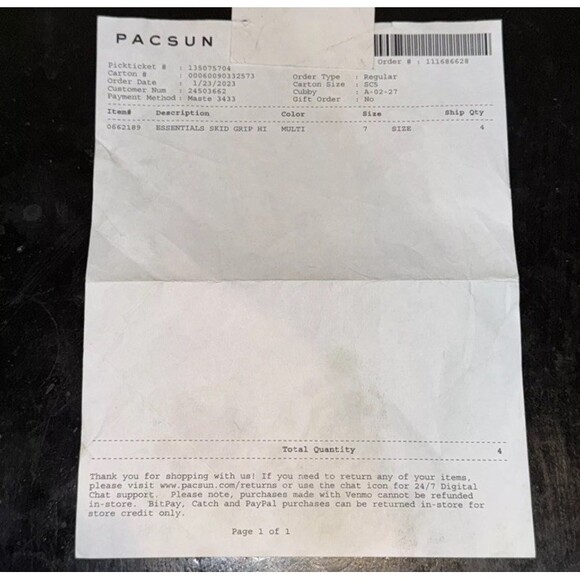 PACSUN
Order # : 111686628
Pickticket # : 139075704
Carton # : 00060090332573
Order Date : 1/23/2023
Customer Num : 24503662
Payment Method : Maste 3433
Order Type : Regular
Carton Size : SC5
Cubby : A-02-27
Gift Order : No
Item# Description Color Size Ship Qty
0662189 ESSENTIALS SKID GRIP HI MULTI 7 SIZE 4
Total Quantity 4
Thank you for shopping with us! If you need to return any of your items,
please visit www.pacsun.com/returns or use the chat icon for 24/7 Digital
Chat support. Please note, purchases made with Venmo cannot be refunded
in-store. BitPay, Catch and PayPal purchases can be returned in-store for
store credit only.
Page 1 of 1